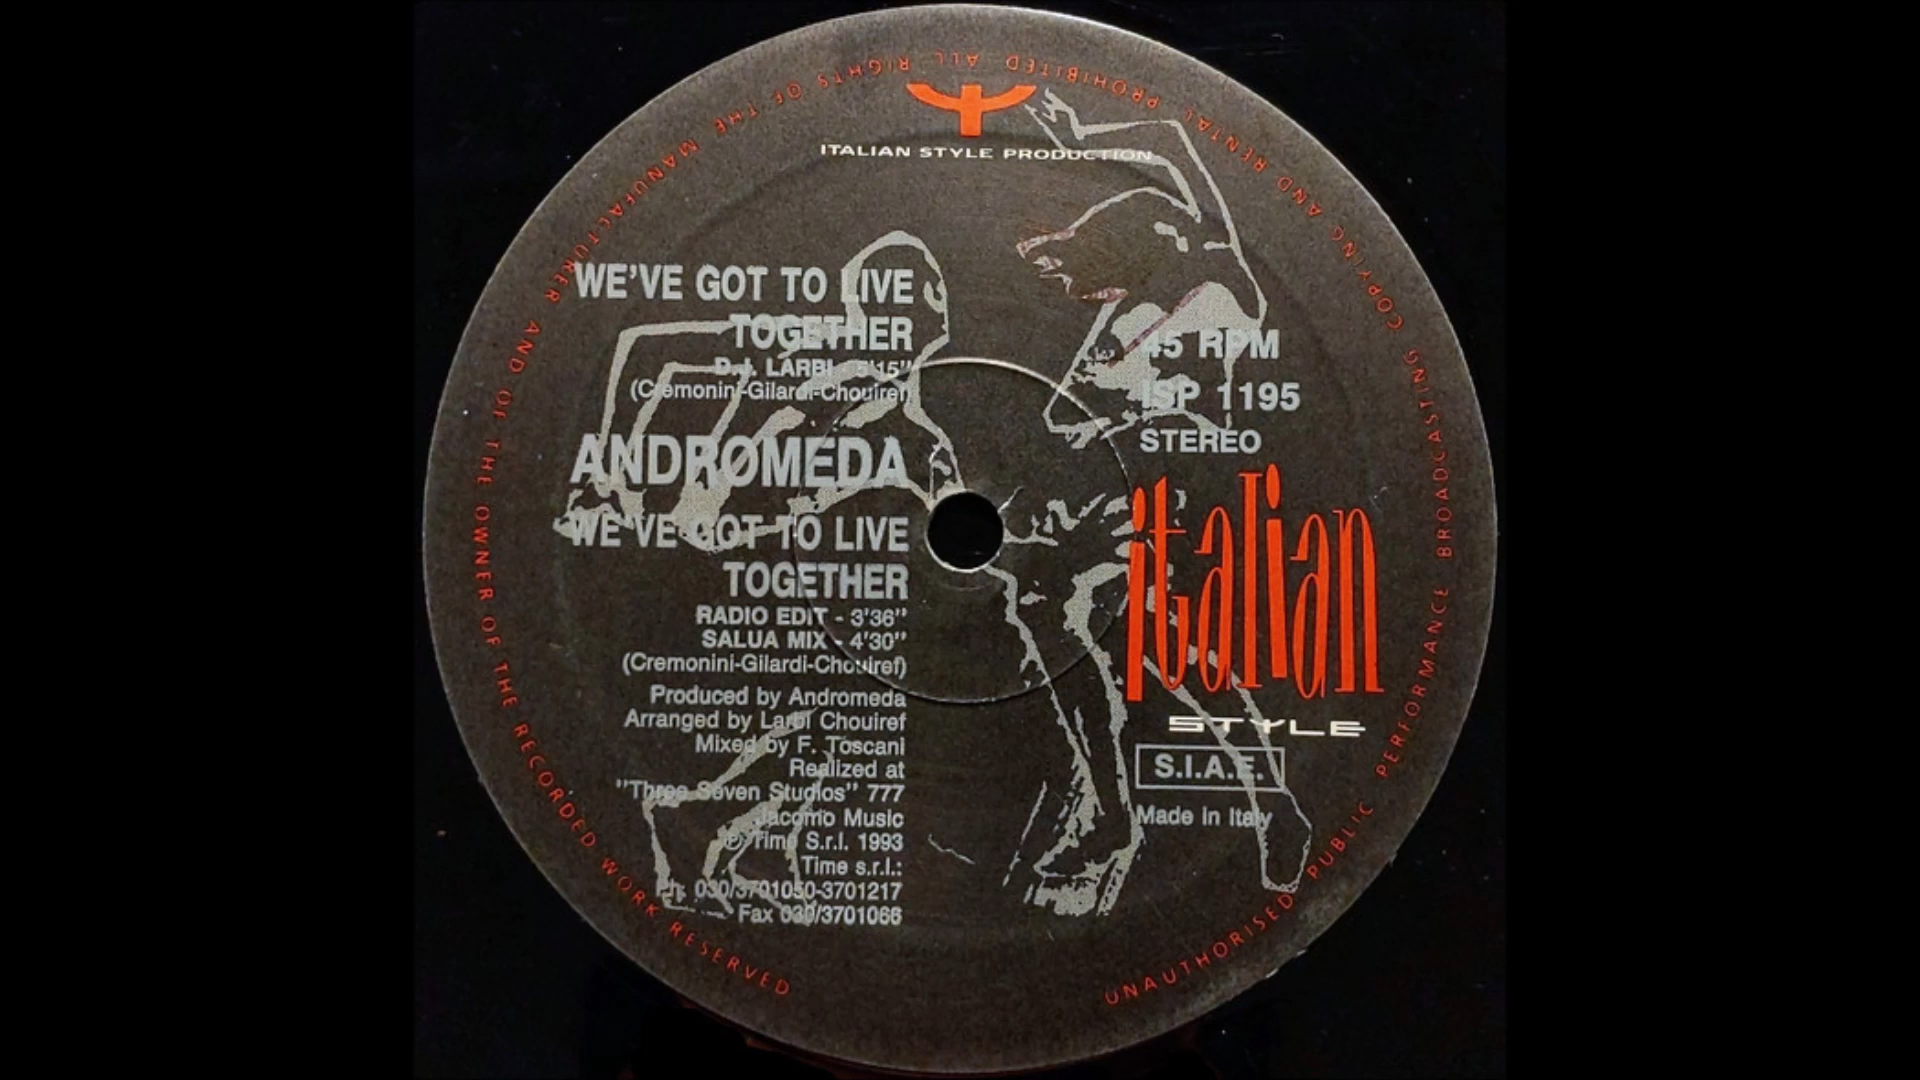 UNAUTHORISED PUBLIC PERFORMANCE BROADCASTING COPYING AND RENTAL PROHIBITED ALL RIGHTS OF THE MANUFACTURER AND OF THE OWNER OF THE RECORDED WORK RESERVED
ITALIAN STYLE PRODUCTION
WE'VE GOT TO LIVE
TOGETHER
D.J. LARBI - 5'15"
(Cremonini-Gilardi-Chouiref)
ANDROMEDA
WE'VE GOT TO LIVE
TOGETHER
RADIO EDIT - 3'36"
SALUA MIX - 4'30"
(Cremonini-Gilardi-Chouiref)
Produced by Andromeda
Arranged by Larbi Chouiref
Mixed by F. Toscani
Realized at
"Three Seven Studios" 777
Jacomo Music
℗ Time S.r.l. 1993
Time s.r.l.:
Ph. 030/3701050-3701217
Fax 030/3701066
45 RPM
ISP 1195
STEREO
italian
STYLE
S.I.A.E.
Made in Italy